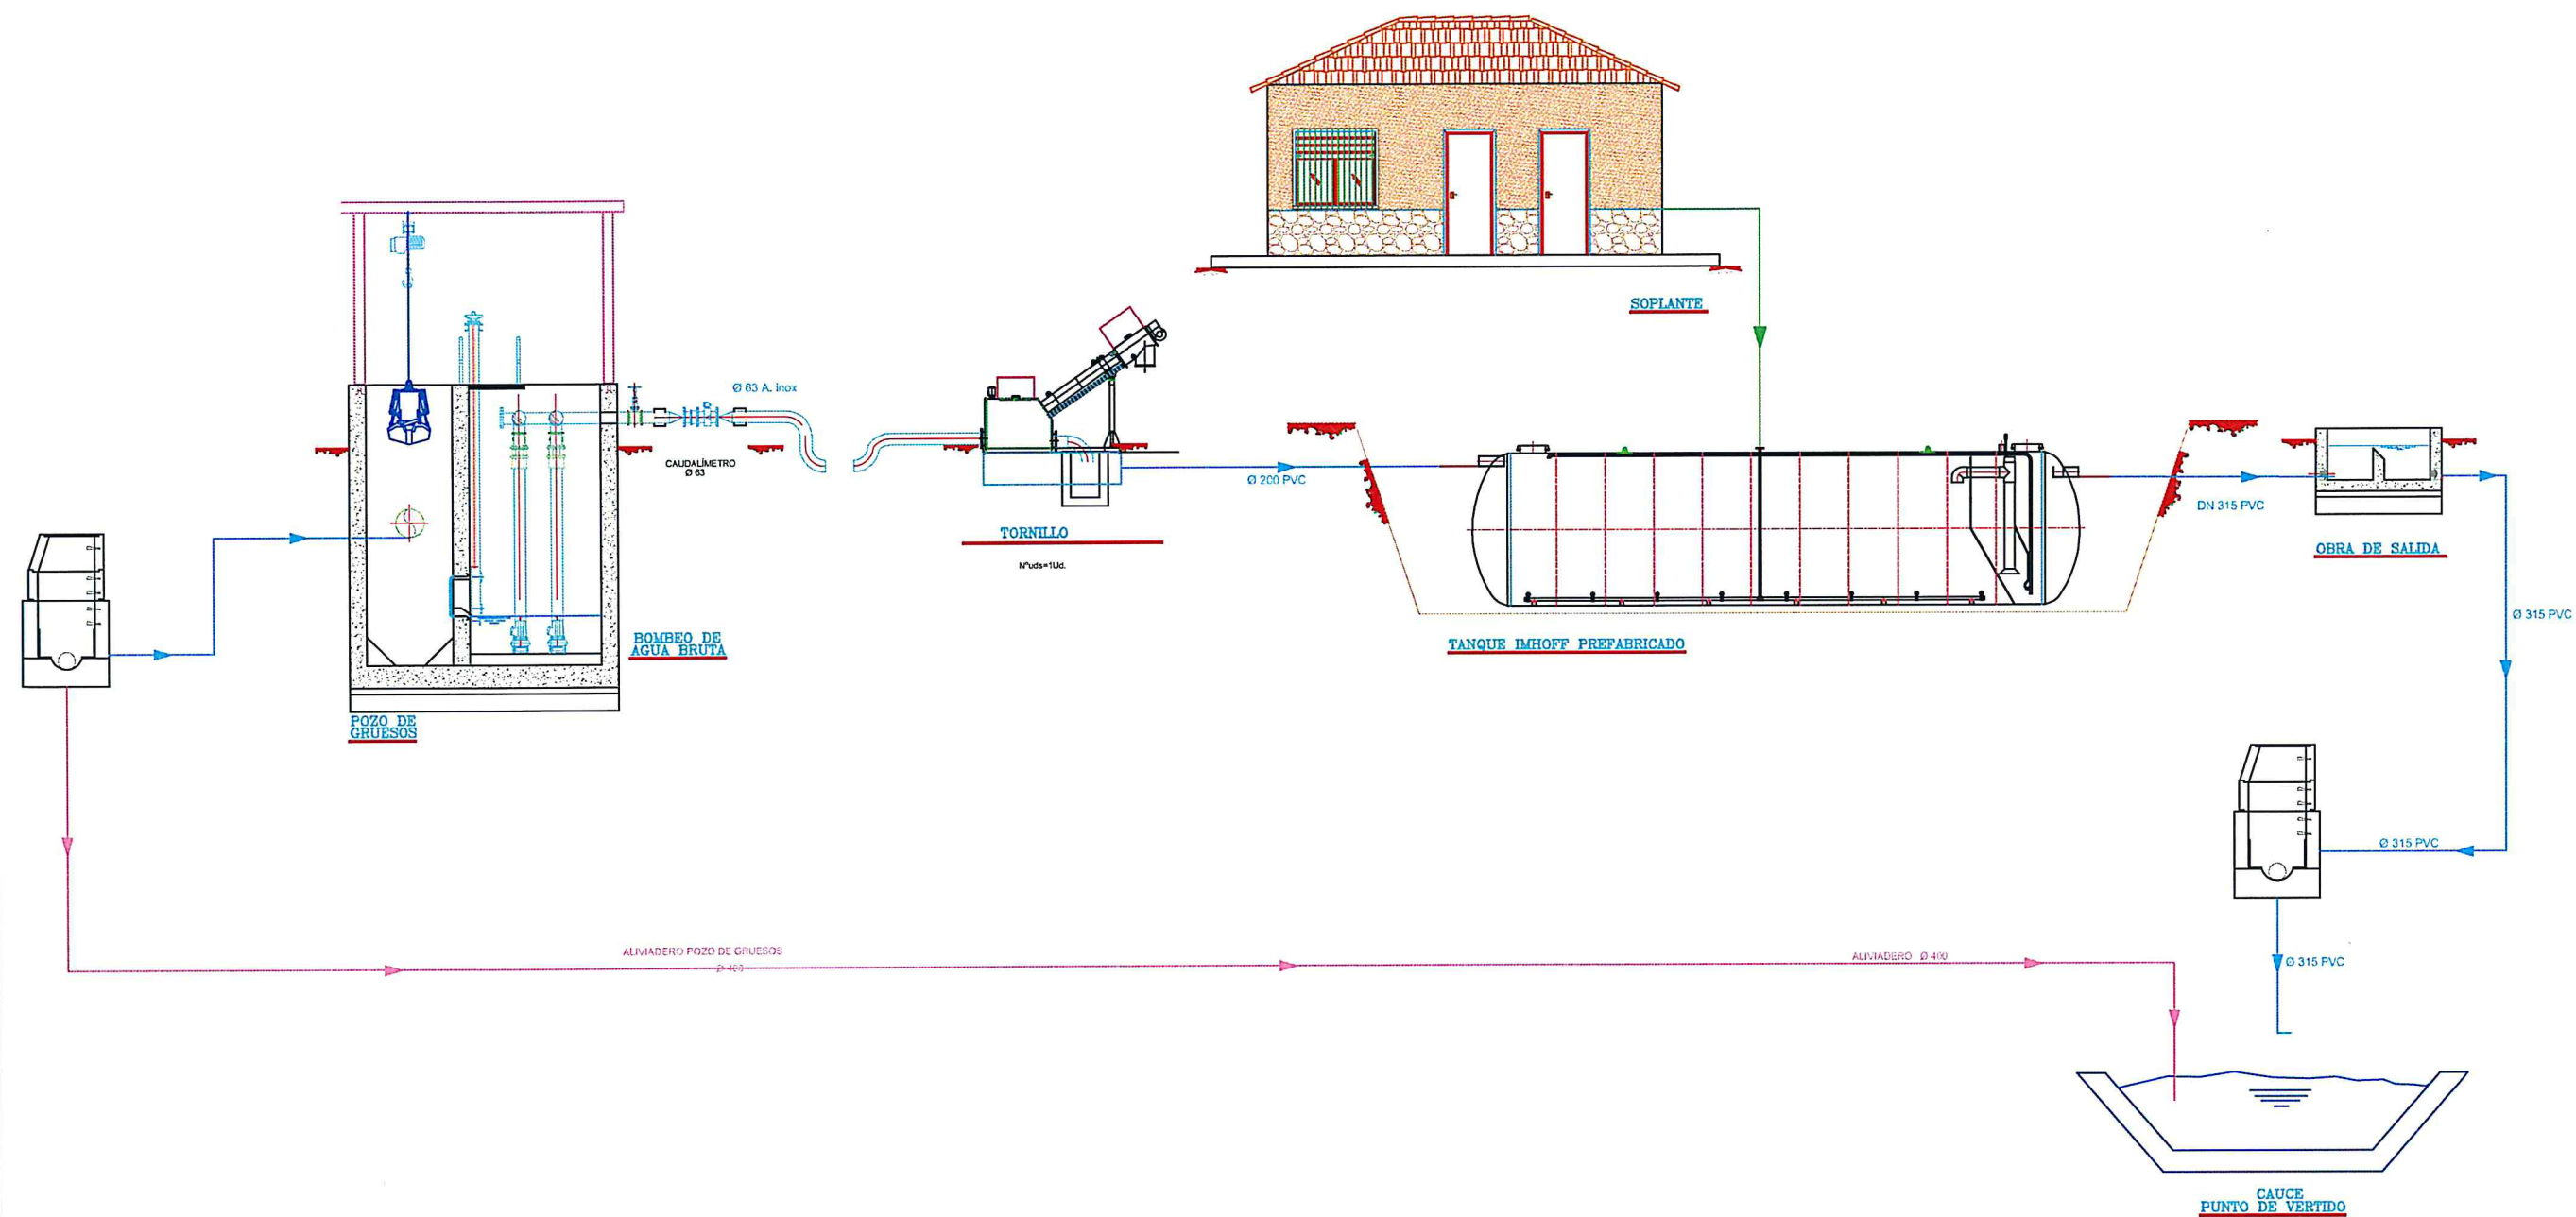 SOPLANTE
Ø 63 A. inox
CAUDALÍMETRO
Ø 63
Ø 200 PVC
DN 315 PVC
TORNILLO
NºUds=1Ud.
OBRA DE SALIDA
Ø 315 PVC
BOMBEO DE
AGUA BRUTA
TANQUE IMHOFF PREFABRICADO
POZO DE
GRUESOS
Ø 315 PVC
ALIVIADERO POZO DE GRUESOS
Ø 400
ALIVIADERO Ø 400
Ø 315 PVC
CAUCE
PUNTO DE VERTIDO